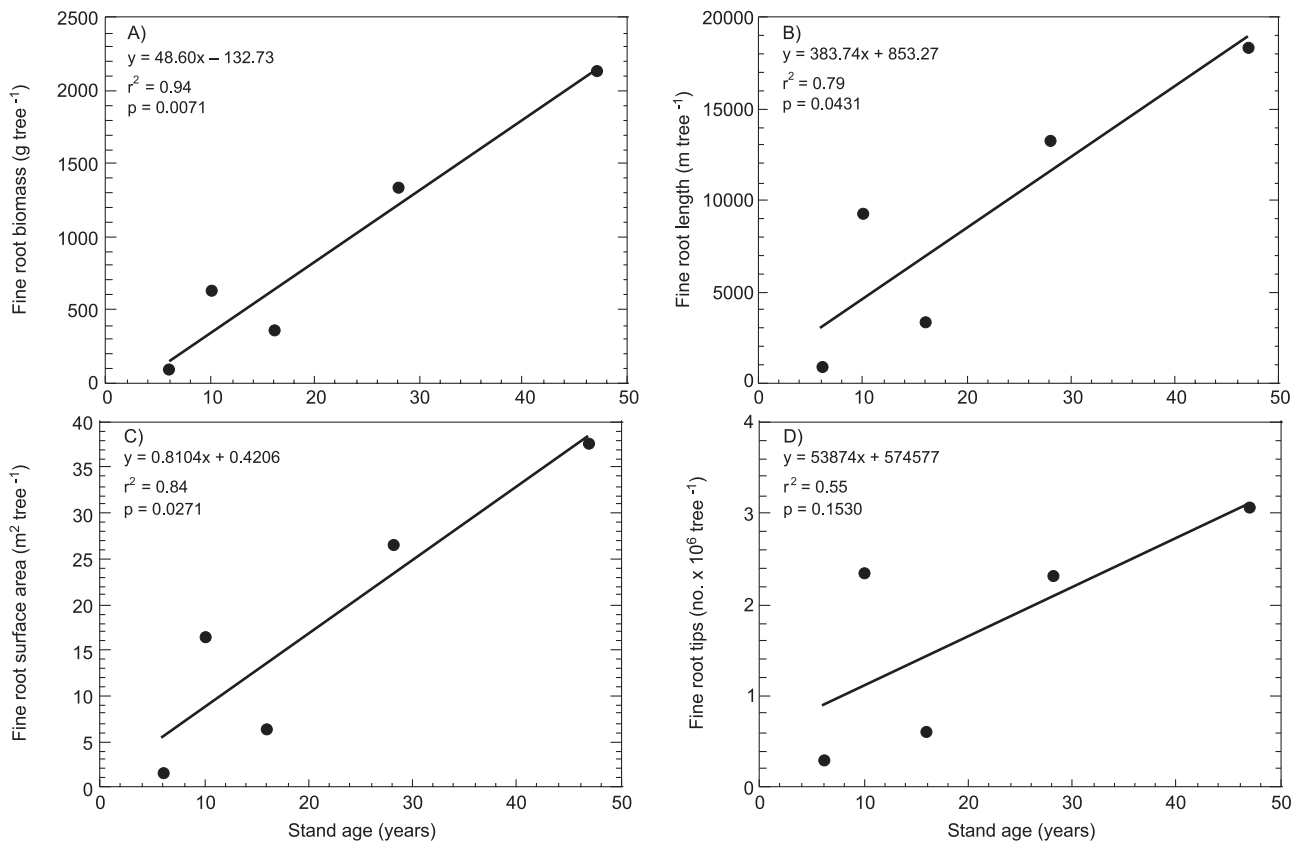 A)
y = 48.60x – 132.73
r² = 0.94
p = 0.0071
Fine root biomass (g tree⁻¹)
2500
2000
1500
1000
500
0
0 10 20 30 40 50
B)
y = 383.74x + 853.27
r² = 0.79
p = 0.0431
Fine root length (m tree⁻¹)
20000
15000
10000
5000
0
0 10 20 30 40 50
C)
y = 0.8104x + 0.4206
r² = 0.84
p = 0.0271
Fine root surface area (m² tree⁻¹)
40
35
30
25
20
15
10
5
0
0 10 20 30 40 50
Stand age (years)
D)
y = 53874x + 574577
r² = 0.55
p = 0.1530
Fine root tips (no. x 10⁶ tree⁻¹)
4
3
2
1
0
0 10 20 30 40 50
Stand age (years)